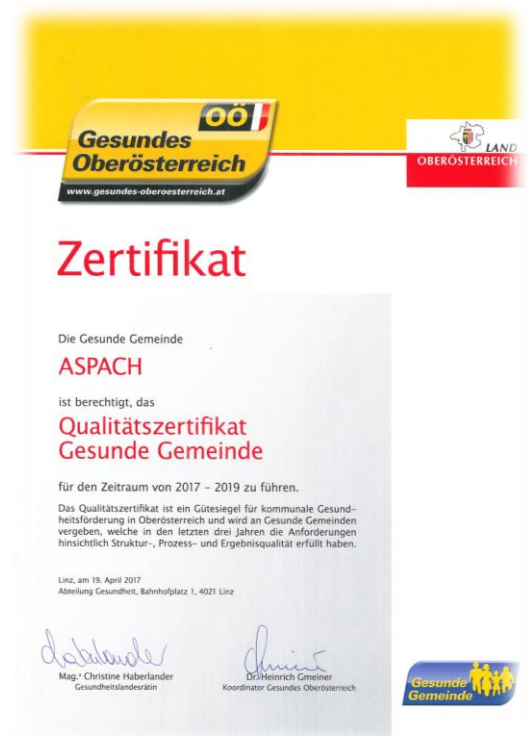 OÖ
Gesundes
Oberösterreich
www.gesundes-oberoesterreich.at
LAND
OBERÖSTERREICH
Zertifikat
Die Gesunde Gemeinde
ASPACH
ist berechtigt, das
Qualitätszertifikat
Gesunde Gemeinde
für den Zeitraum von 2017 – 2019 zu führen.
Das Qualitätszertifikat ist ein Gütesiegel für kommunale Gesund-
heitsförderung in Oberösterreich und wird an Gesunde Gemeinden
vergeben, welche in den letzten drei Jahren die Anforderungen
hinsichtlich Struktur-, Prozess- und Ergebnisqualität erfüllt haben.
Linz, am 19. April 2017
Abteilung Gesundheit, Bahnhofplatz 1, 4021 Linz
Mag.ª Christine Haberlander
Gesundheitslandesrätin
Dr. Heinrich Gmeiner
Koordinator Gesundes Oberösterreich
Gesunde
Gemeinde